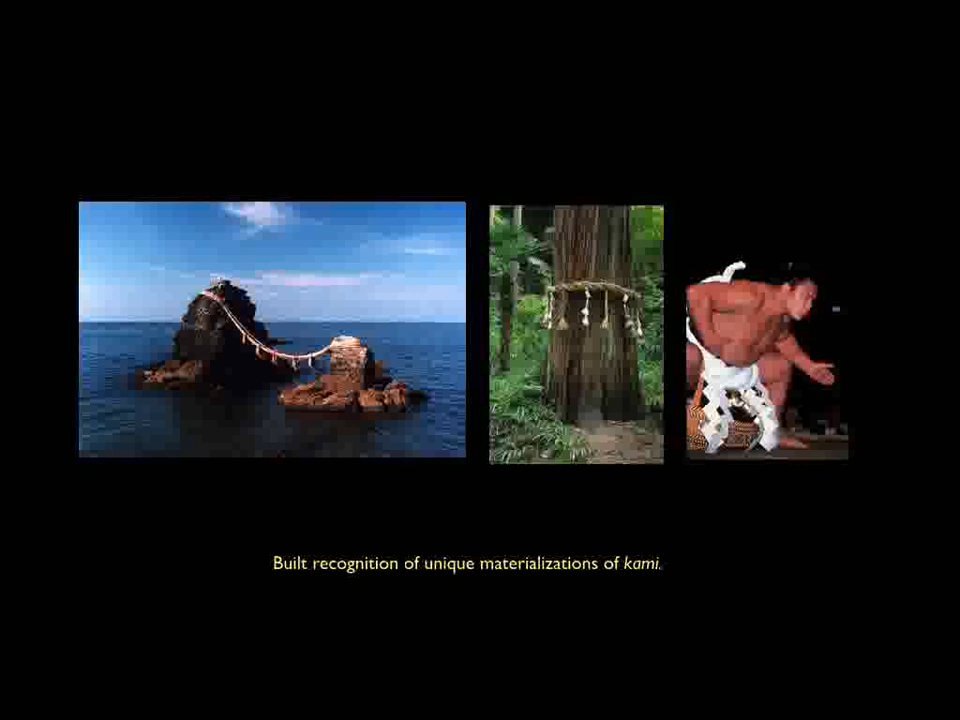 Built recognition of unique materializations of kami.